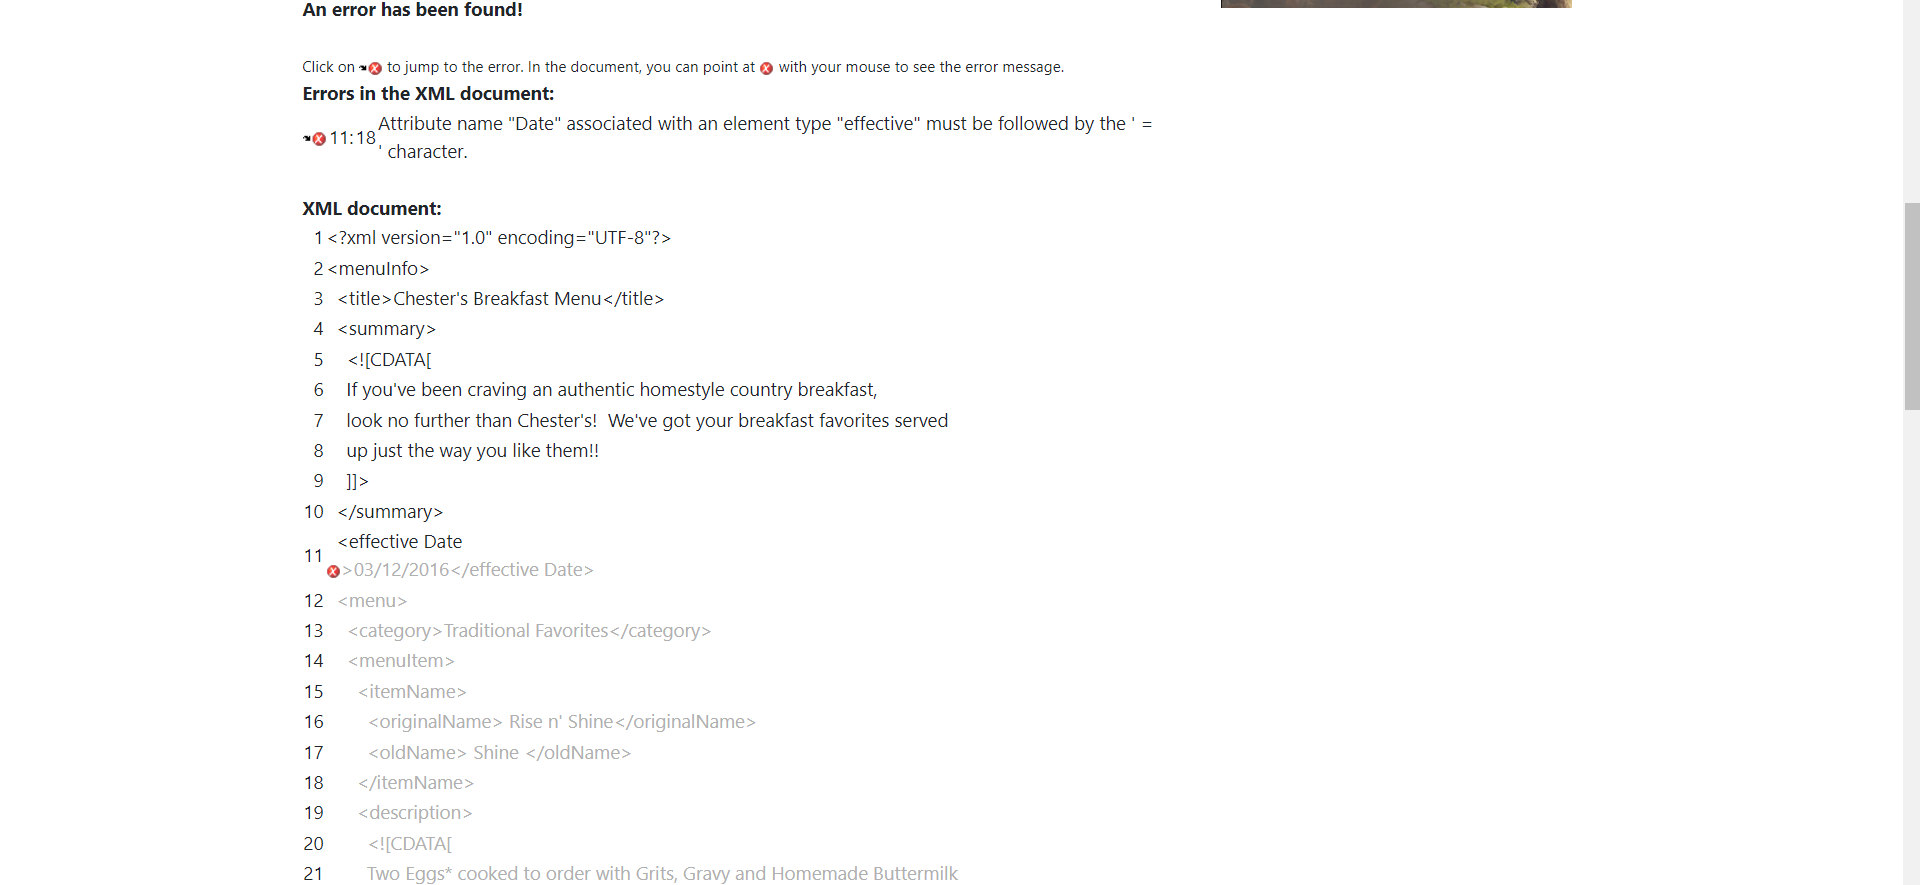 An error has been found!
Click on to jump to the error. In the document, you can point at with your mouse to see the error message.
Errors in the XML document:
11:18 Attribute name "Date" associated with an element type "effective" must be followed by the ' =
' character.
XML document:
1 <?xml version="1.0" encoding="UTF-8"?>
2 <menuInfo>
3 <title>Chester's Breakfast Menu</title>
4 <summary>
5 <![CDATA[
6 If you've been craving an authentic homestyle country breakfast,
7 look no further than Chester's!  We've got your breakfast favorites served
8 up just the way you like them!!
9 ]]>
10 </summary>
11 <effective Date
>03/12/2016</effective Date>
12 <menu>
13 <category>Traditional Favorites</category>
14 <menuItem>
15 <itemName>
16 <originalName> Rise n' Shine</originalName>
17 <oldName> Shine </oldName>
18 </itemName>
19 <description>
20 <![CDATA[
21 Two Eggs* cooked to order with Grits, Gravy and Homemade Buttermilk